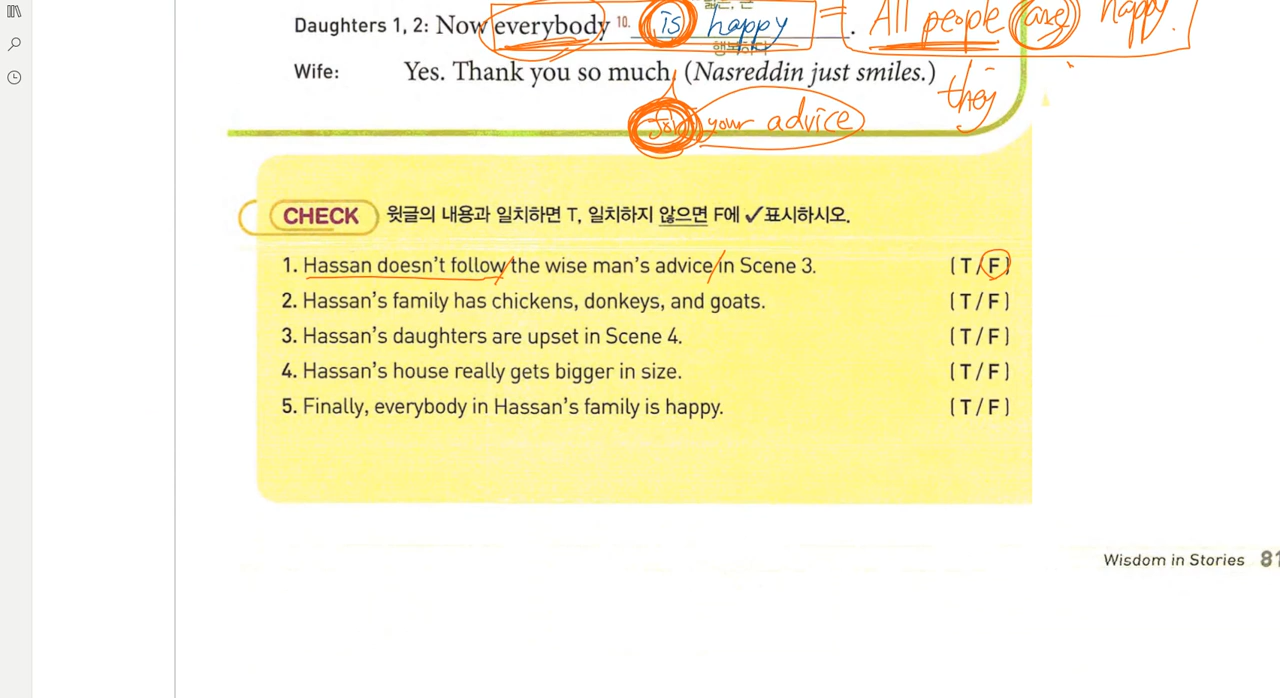 Daughters 1, 2: Now everybody 10. is happy. = All people are happy.
행복하다
Wife: Yes. Thank you so much. (Nasreddin just smiles.) they
for your advice
CHECK 윗글의 내용과 일치하면 T, 일치하지 않으면 F에 ✓표시하시오.
1. Hassan doesn't follow/the wise man's advice/in Scene 3. (T/F)
2. Hassan's family has chickens, donkeys, and goats. (T/F)
3. Hassan's daughters are upset in Scene 4. (T/F)
4. Hassan's house really gets bigger in size. (T/F)
5. Finally, everybody in Hassan's family is happy. (T/F)
Wisdom in Stories 81